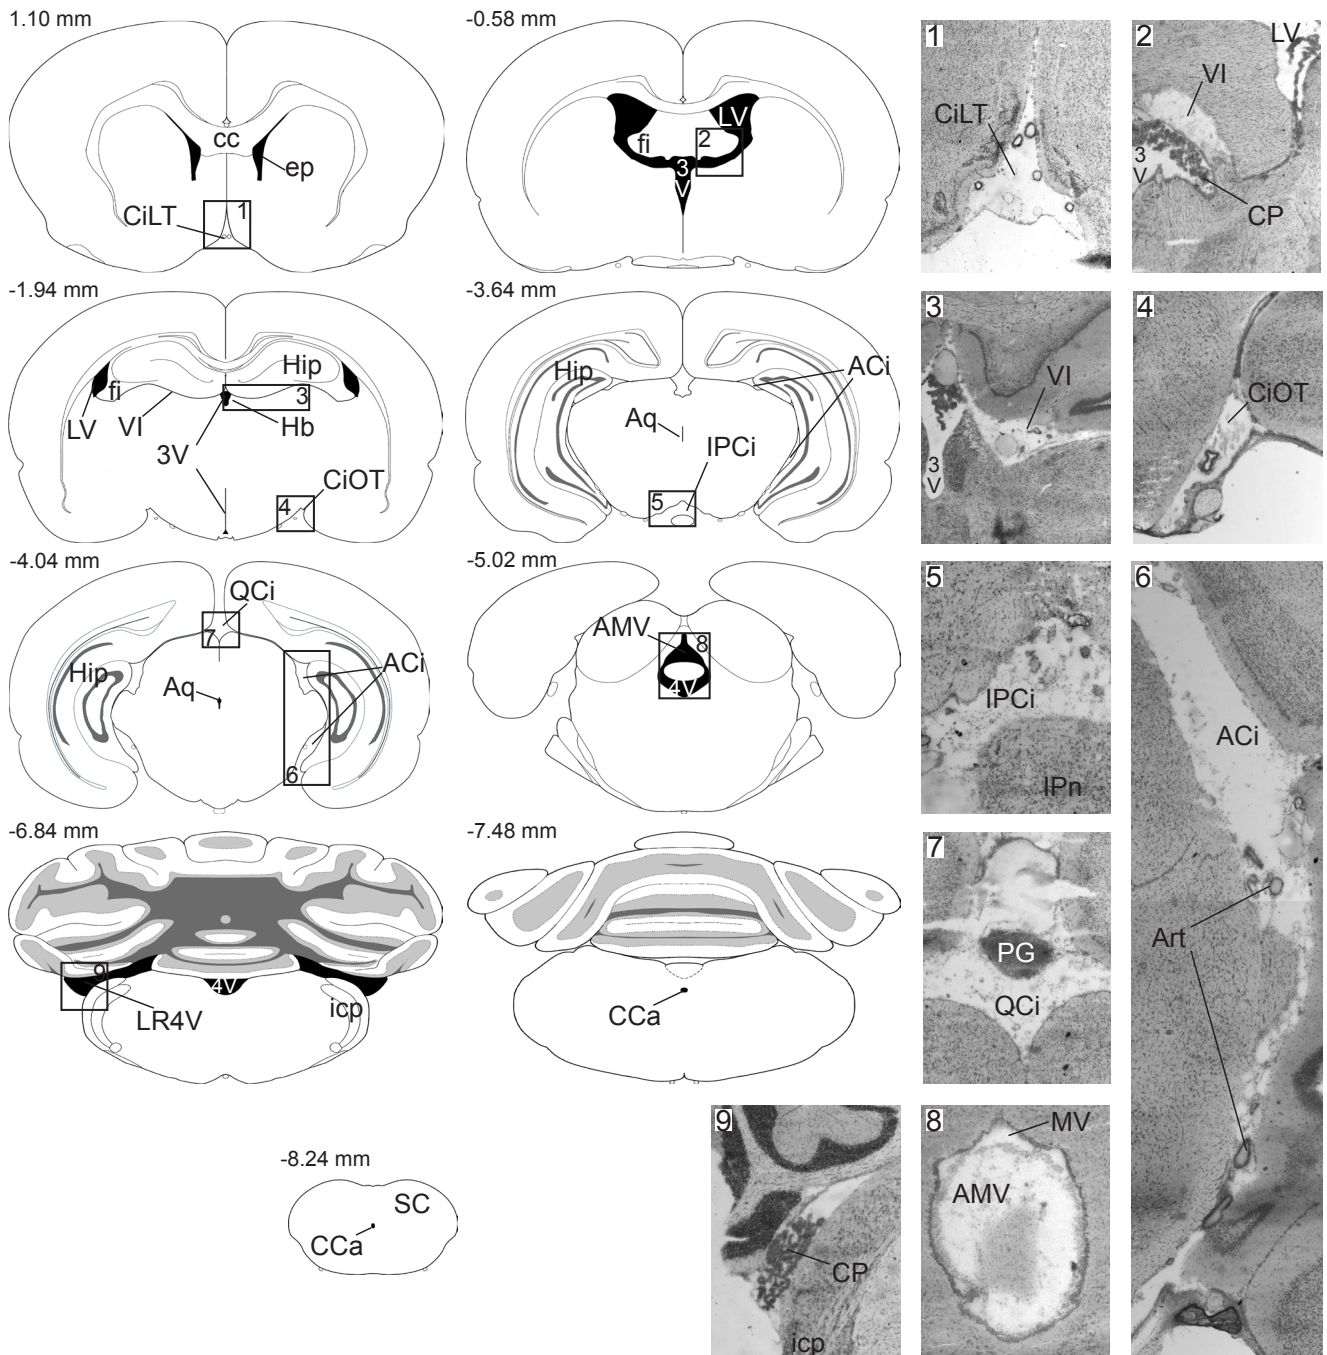 1.10 mm
cc
ep
CiLT
1
-0.58 mm
LV
fi
2
3
V
1
CiLT
2
LV
VI
3
V
CP
-1.94 mm
Hip
fi
3
LV
VI
Hb
3V
CiOT
4
-3.64 mm
Hip
ACi
Aq
IPCi
5
3
VI
3
V
4
CiOT
-4.04 mm
QCi
7
Hip
ACi
Aq
6
-5.02 mm
AMV
8
4V
5
IPCi
IPn
6
ACi
Art
7
PG
QCi
-6.84 mm
9
4V
LR4V
icp
-7.48 mm
CCa
-8.24 mm
SC
CCa
9
CP
icp
8
MV
AMV